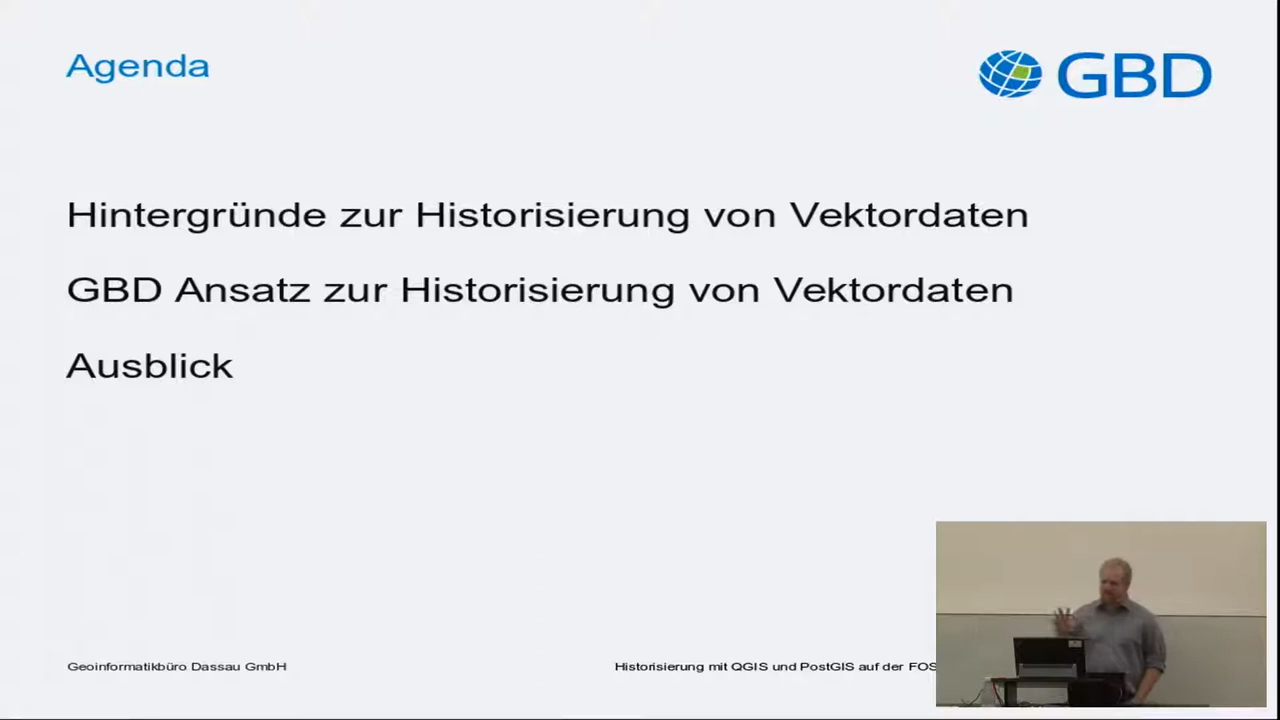 Agenda
GBD
Hintergründe zur Historisierung von Vektordaten
GBD Ansatz zur Historisierung von Vektordaten
Ausblick
Geoinformatikbüro Dassau GmbH
Historisierung mit QGIS und PostGIS auf der FOS